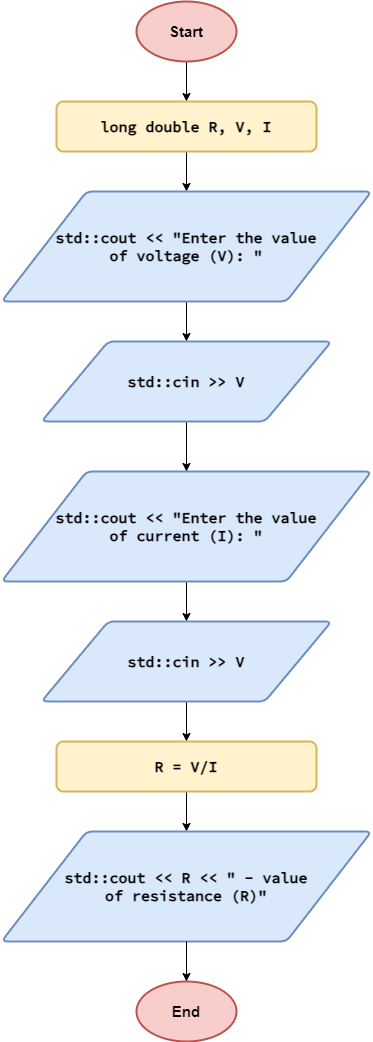 Start
long double R, V, I
std::cout << "Enter the value
of voltage (V): "
std::cin >> V
std::cout << "Enter the value
of current (I): "
std::cin >> V
R = V/I
std::cout << R << " – value
of resistance (R)"
End